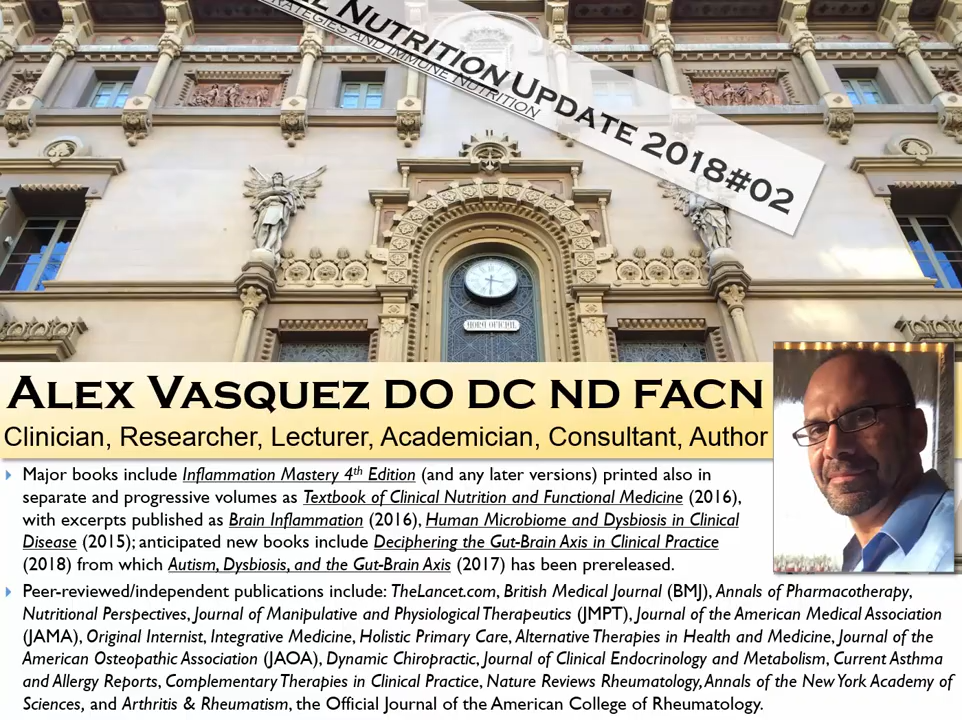 NUTRITION UPDATE 2018#02
STRATEGIES AND IMMUNE NUTRITION
HORA OFICIAL
ALEX VASQUEZ DO DC ND FACN
Clinician, Researcher, Lecturer, Academician, Consultant, Author
Major books include Inflammation Mastery 4th Edition (and any later versions) printed also in
separate and progressive volumes as Textbook of Clinical Nutrition and Functional Medicine (2016),
with excerpts published as Brain Inflammation (2016), Human Microbiome and Dysbiosis in Clinical
Disease (2015); anticipated new books include Deciphering the Gut-Brain Axis in Clinical Practice
(2018) from which Autism, Dysbiosis, and the Gut-Brain Axis (2017) has been prereleased.
Peer-reviewed/independent publications include: TheLancet.com, British Medical Journal (BMJ), Annals of Pharmacotherapy,
Nutritional Perspectives, Journal of Manipulative and Physiological Therapeutics (JMPT), Journal of the American Medical Association
(JAMA), Original Internist, Integrative Medicine, Holistic Primary Care, Alternative Therapies in Health and Medicine, Journal of the
American Osteopathic Association (JAOA), Dynamic Chiropractic, Journal of Clinical Endocrinology and Metabolism, Current Asthma
and Allergy Reports, Complementary Therapies in Clinical Practice, Nature Reviews Rheumatology, Annals of the New York Academy of
Sciences, and Arthritis & Rheumatism, the Official Journal of the American College of Rheumatology.